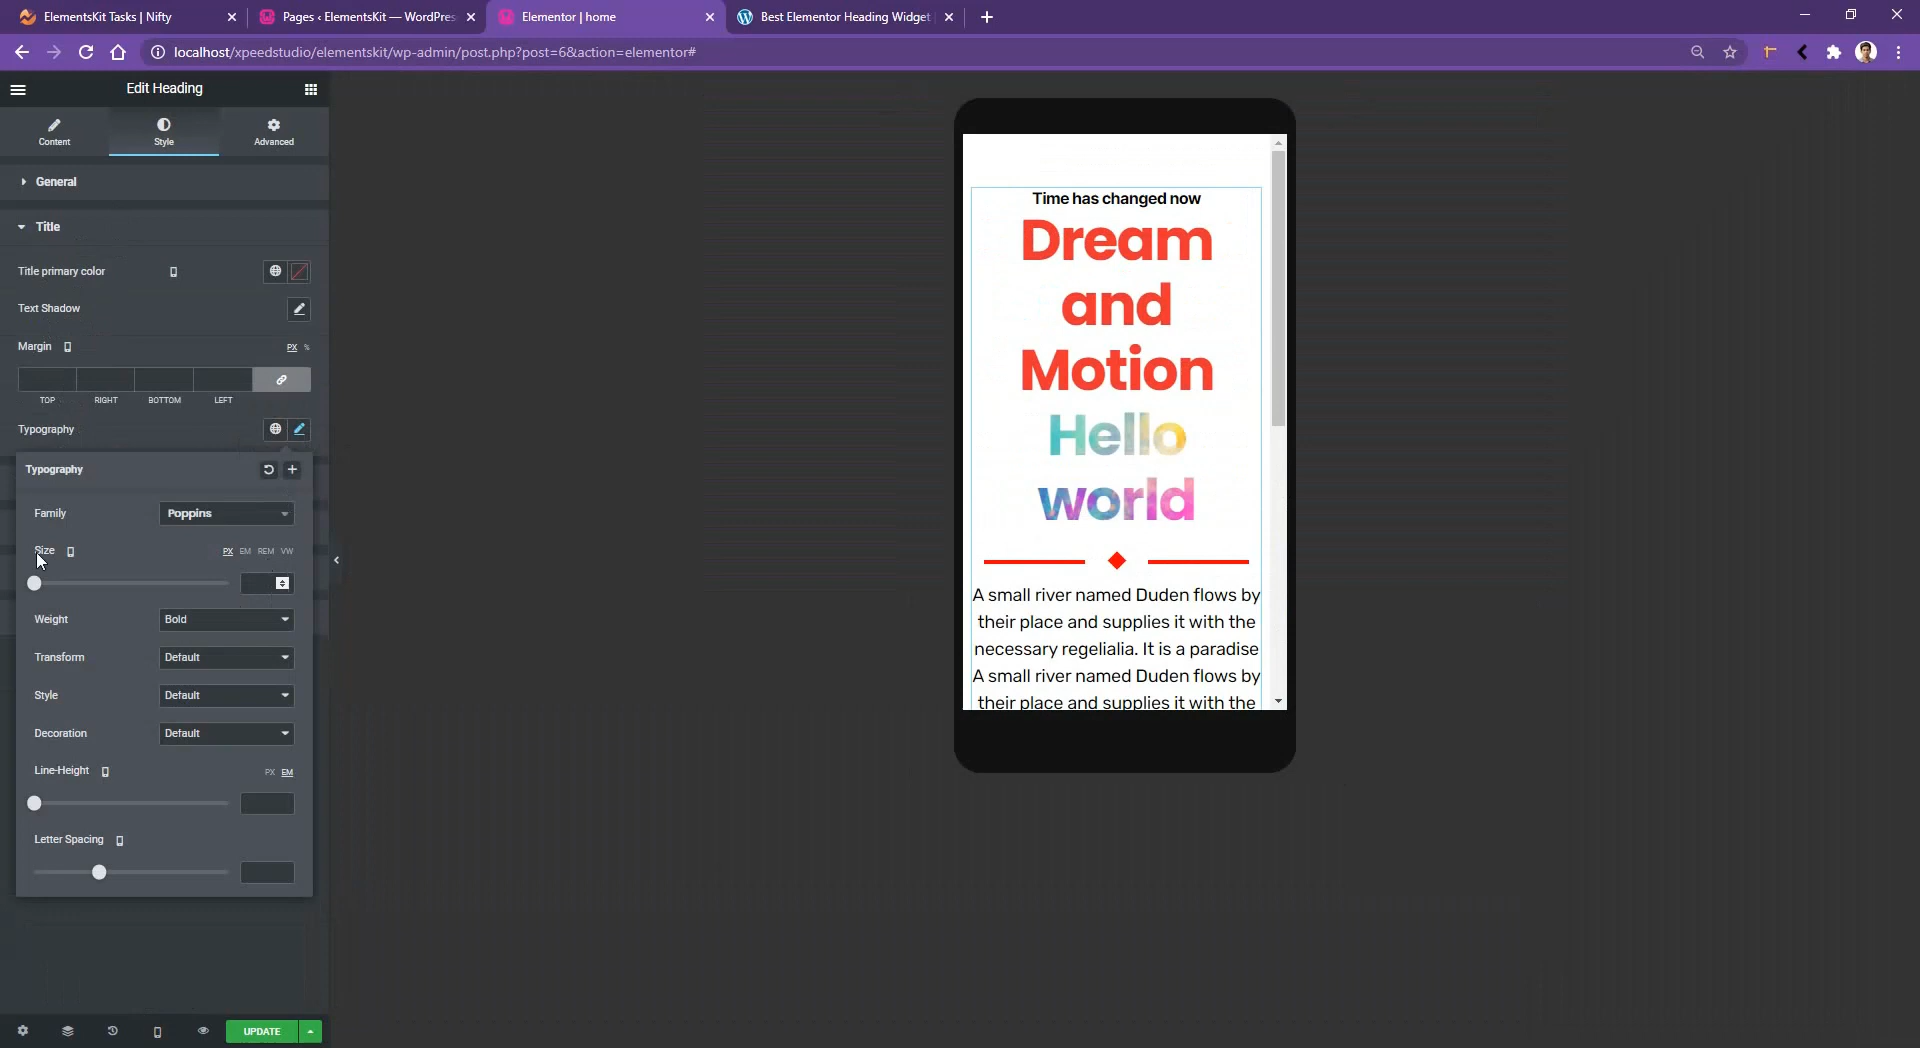 ElementsKit Tasks | Nifty
Pages ‹ ElementsKit — WordPres
Elementor | home
Best Elementor Heading Widget
localhost/xpeedstudio/elementskit/wp-admin/post.php?post=6&action=elementor#
Edit Heading
Content
Style
Advanced
General
Title
Title primary color
Text Shadow
Margin
PX %
TOP RIGHT BOTTOM LEFT
Typography
Typography
Family
Poppins
Size
PX EM REM VW
Weight
Bold
Transform
Default
Style
Default
Decoration
Default
Line-Height
PX EM
Letter Spacing
UPDATE
Time has changed now
Dream
and
Motion
Hello
world
A small river named Duden flows by
their place and supplies it with the
necessary regelialia. It is a paradise
A small river named Duden flows by
their place and supplies it with the